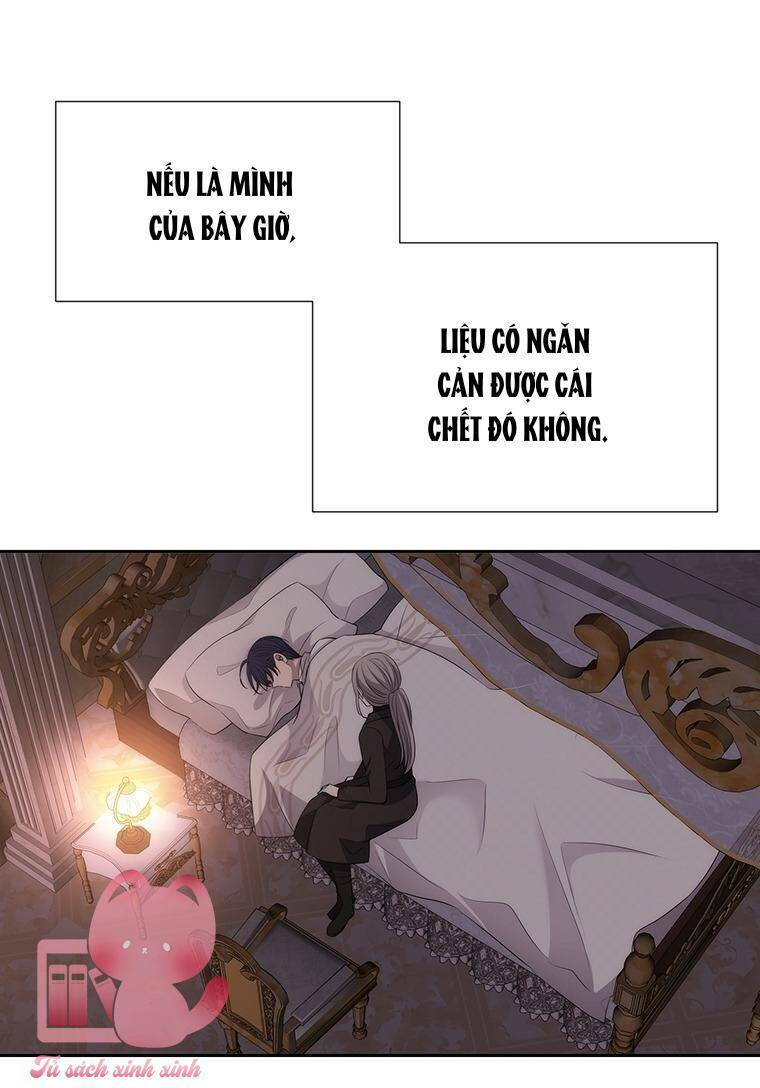 NẾU LÀ MÌNH
CỦA BÂY GIỜ,
LIỆU CÓ NGĂN
CẢN ĐƯỢC CÁI
CHẾT ĐÓ KHÔNG.
Tủ sách xinh xinh